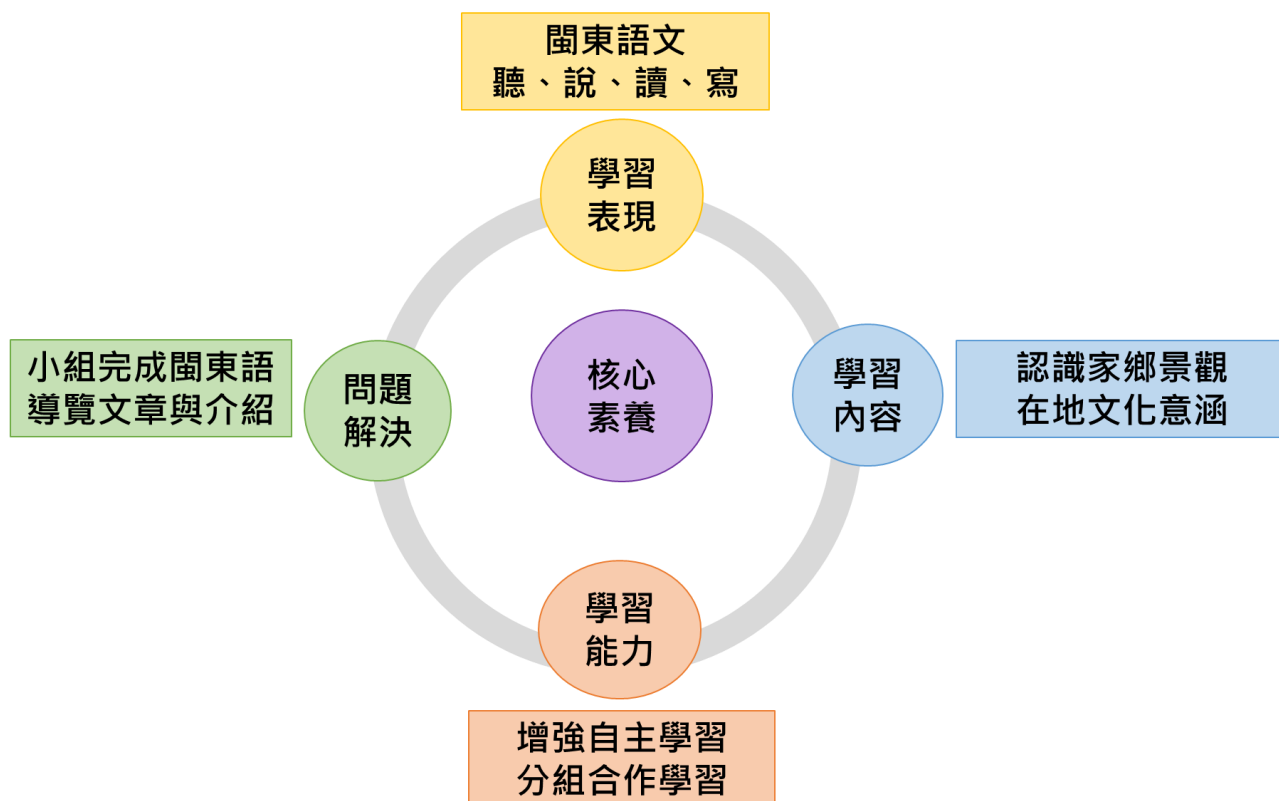 閩東語文
聽、說、讀、寫
學習
表現
小組完成閩東語
導覽文章與介紹
問題
解決
核心
素養
學習
內容
認識家鄉景觀
在地文化意涵
學習
能力
增強自主學習
分組合作學習